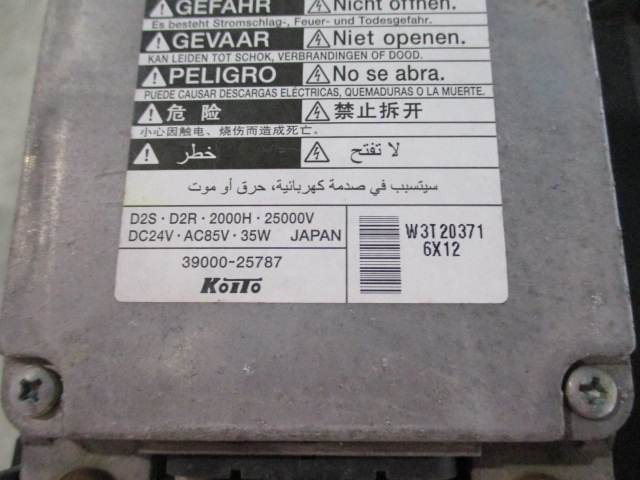 GEFAHR Nicht öffnen.
Es besteht Stromschlag-, Feuer- und Todesgefahr.
GEVAAR Niet openen.
KAN LEIDEN TOT SCHOK, VERBRANDINGEN OF DOOD.
PELIGRO No se abra.
PUEDE CAUSAR DESCARGAS ELÉCTRICAS, QUEMADURAS O LA MUERTE.
危险 禁止拆开
小心因触电、烧伤而造成死亡.
خطر لا تفتح
سيتسبب في صدمة كهربائية، حرق أو موت
D2S · D2R · 2000H · 25000V
DC24V · AC85V · 35W JAPAN
39000-25787
KOITO
W3T20371
6X12